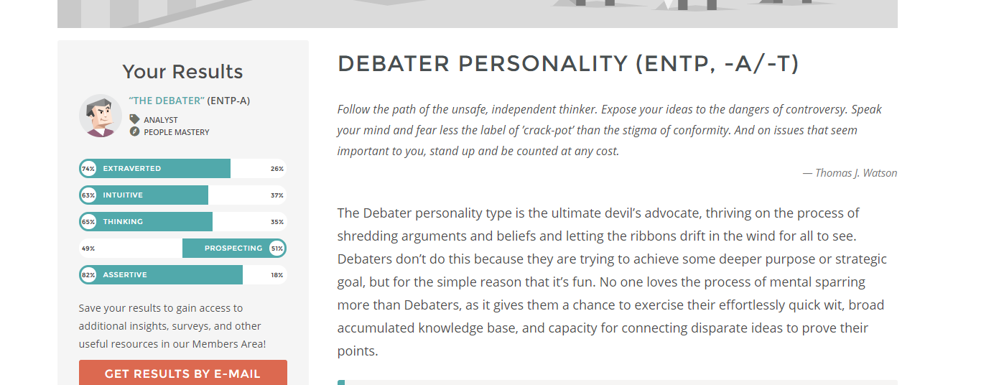 Your Results
“THE DEBATER” (ENTP-A)
ANALYST
PEOPLE MASTERY
74% EXTRAVERTED 26%
63% INTUITIVE 37%
65% THINKING 35%
49% PROSPECTING 51%
82% ASSERTIVE 18%
Save your results to gain access to
additional insights, surveys, and other
useful resources in our Members Area!
GET RESULTS BY E-MAIL
DEBATER PERSONALITY (ENTP, -A/-T)
Follow the path of the unsafe, independent thinker. Expose your ideas to the dangers of controversy. Speak
your mind and fear less the label of ’crack-pot’ than the stigma of conformity. And on issues that seem
important to you, stand up and be counted at any cost.
— Thomas J. Watson
The Debater personality type is the ultimate devil’s advocate, thriving on the process of
shredding arguments and beliefs and letting the ribbons drift in the wind for all to see.
Debaters don’t do this because they are trying to achieve some deeper purpose or strategic
goal, but for the simple reason that it’s fun. No one loves the process of mental sparring
more than Debaters, as it gives them a chance to exercise their effortlessly quick wit, broad
accumulated knowledge base, and capacity for connecting disparate ideas to prove their
points.